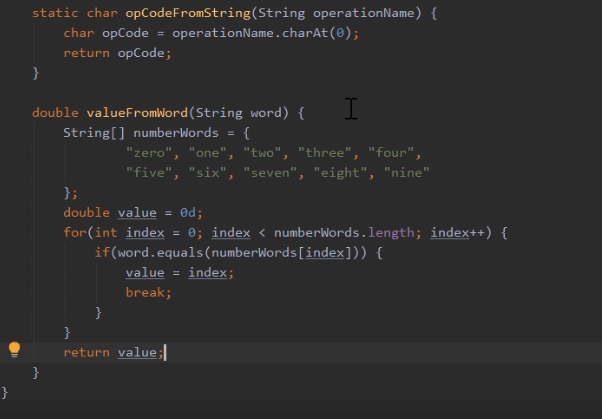 static char opCodeFromString(String operationName) {
char opCode = operationName.charAt(0);
return opCode;
}
double valueFromWord(String word) {
String[] numberWords = {
"zero", "one", "two", "three", "four",
"five", "six", "seven", "eight", "nine"
};
double value = 0d;
for(int index = 0; index < numberWords.length; index++) {
if(word.equals(numberWords[index])) {
value = index;
break;
}
}
return value;
}
}